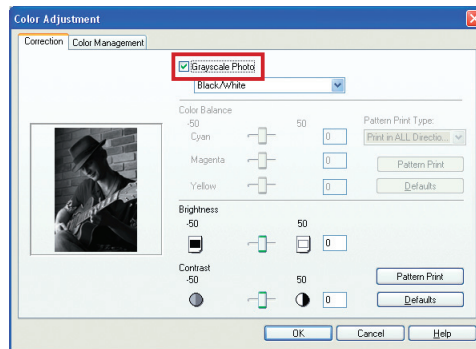 Color Adjustment
Correction Color Management
Grayscale Photo
Black/White
Color Balance
-50 50
Cyan 0
Magenta 0
Yellow 0
Pattern Print Type:
Print in ALL Directio...
Pattern Print
Defaults
Brightness
-50 50
0
Contrast
-50 50
0
Pattern Print
Defaults
OK Cancel Help